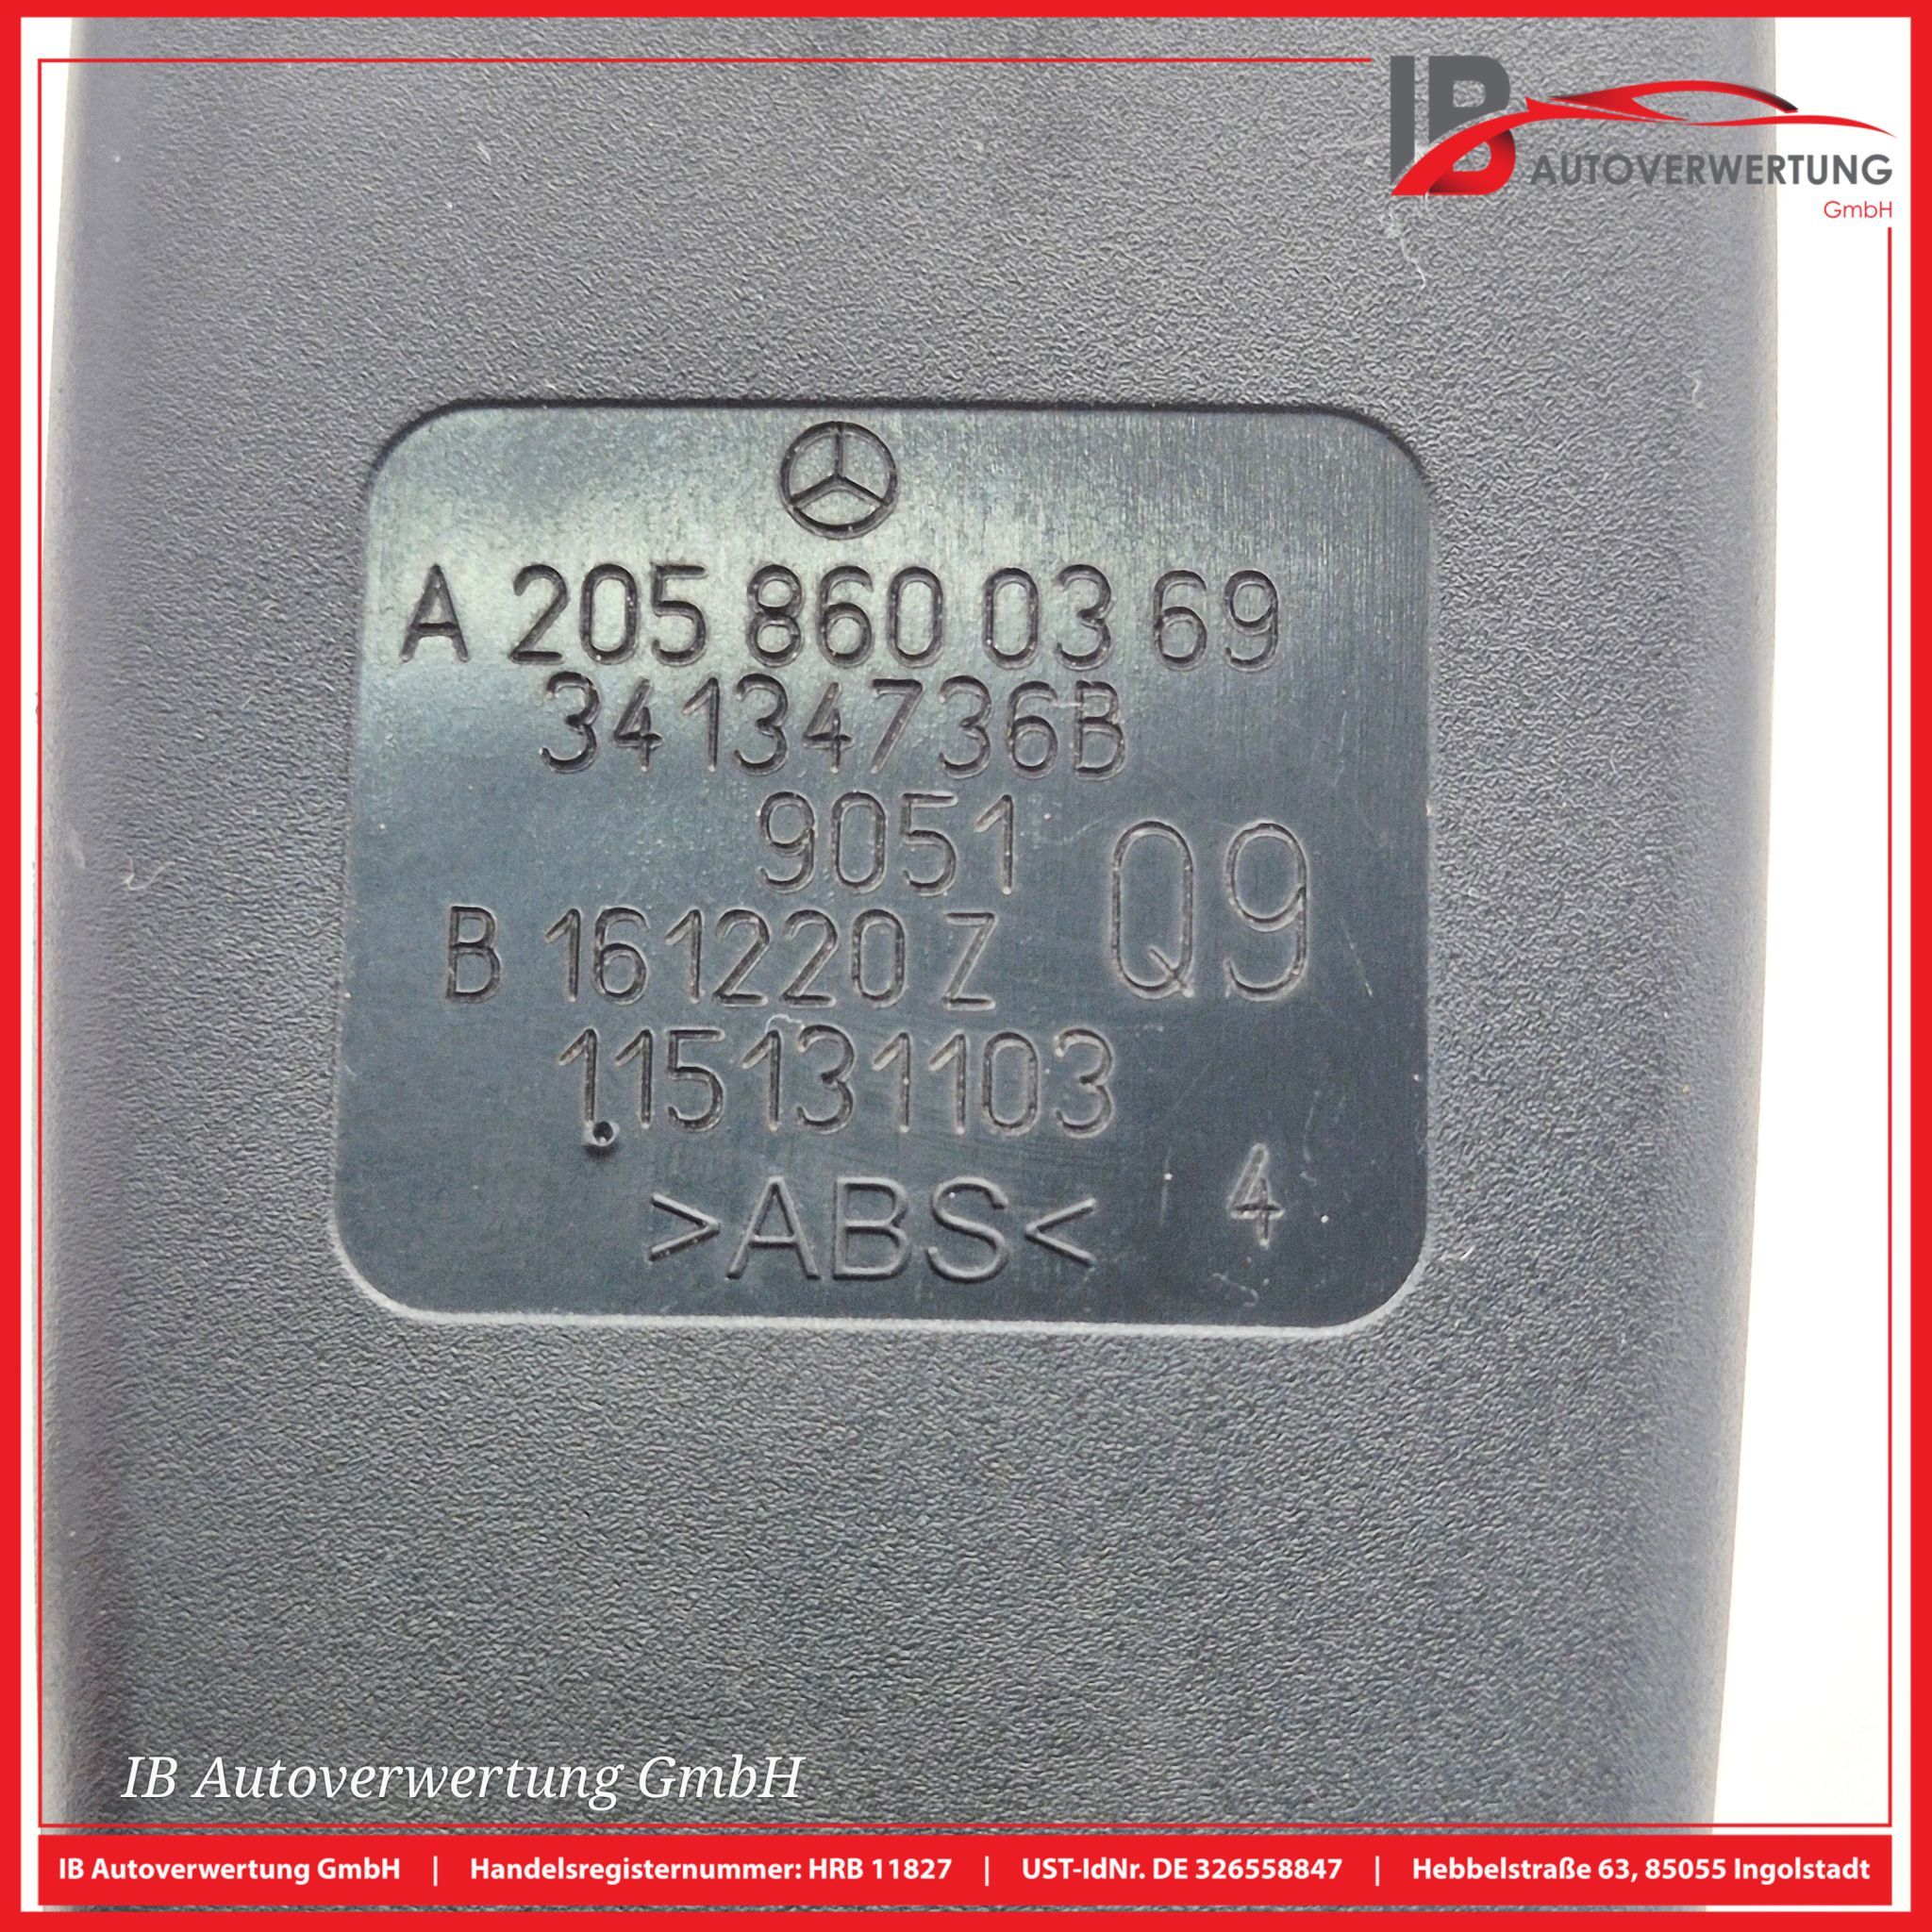 IB
AUTOVERWERTUNG
GmbH
A 205 860 03 69
34134736B
9051
Q9
B 161220 Z
115131103
>ABS<
4
IB Autoverwertung GmbH
IB Autoverwertung GmbH | Handelsregisternummer: HRB 11827 | UST-IdNr. DE 326558847 | Hebbelstraße 63, 85055 Ingolstadt